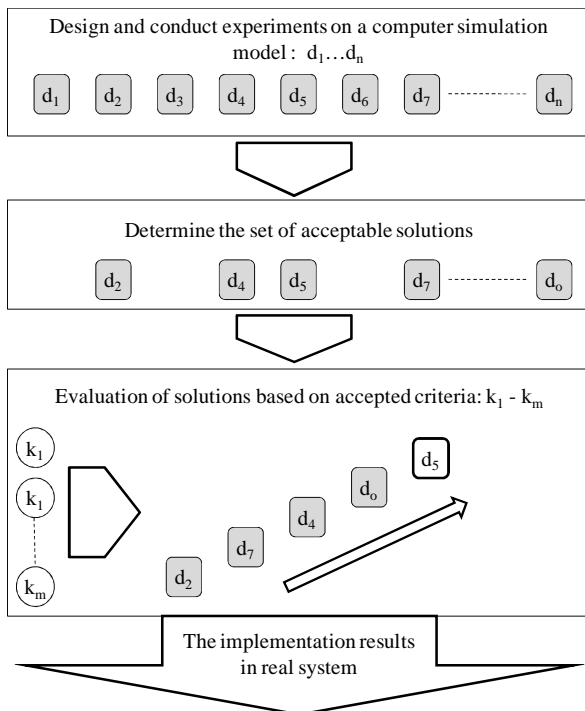 Design and conduct experiments on a computer simulation
model : d₁...dₙ
d₁ d₂ d₃ d₄ d₅ d₆ d₇ dₙ
Determine the set of acceptable solutions
d₂ d₄ d₅ d₇ dₒ
Evaluation of solutions based on accepted criteria: k₁ - kₘ
k₁
k₁
kₘ
d₂ d₇ d₄ dₒ d₅
The implementation results
in real system